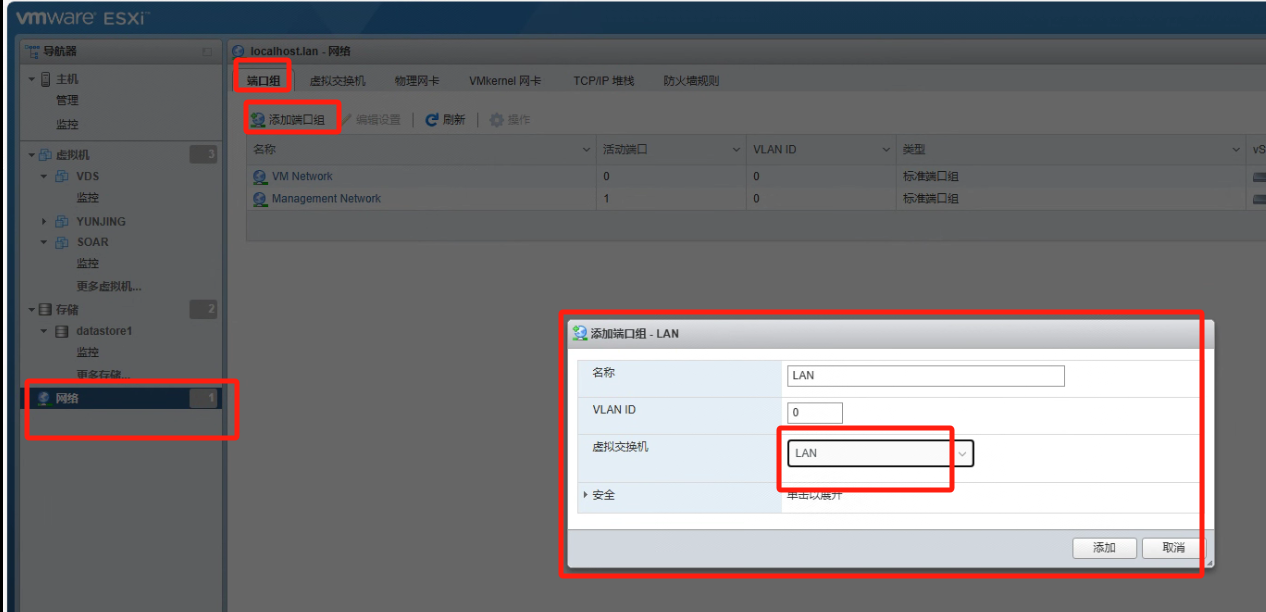 vmware ESXi™
导航器
主机
管理
监控
虚拟机 3
VDS
监控
YUNJING
SOAR
监控
更多虚拟机...
存储 2
datastore1
监控
更多存储...
网络 1
localhost.lan - 网络
端口组 虚拟交换机 物理网卡 VMkernel 网卡 TCP/IP 堆栈 防火墙规则
添加端口组 编辑设置 刷新 操作
名称 活动端口 VLAN ID 类型 vS
VM Network 0 0 标准端口组
Management Network 1 0 标准端口组
添加端口组 - LAN
名称 LAN
VLAN ID 0
虚拟交换机 LAN
安全 单击以展开
添加 取消